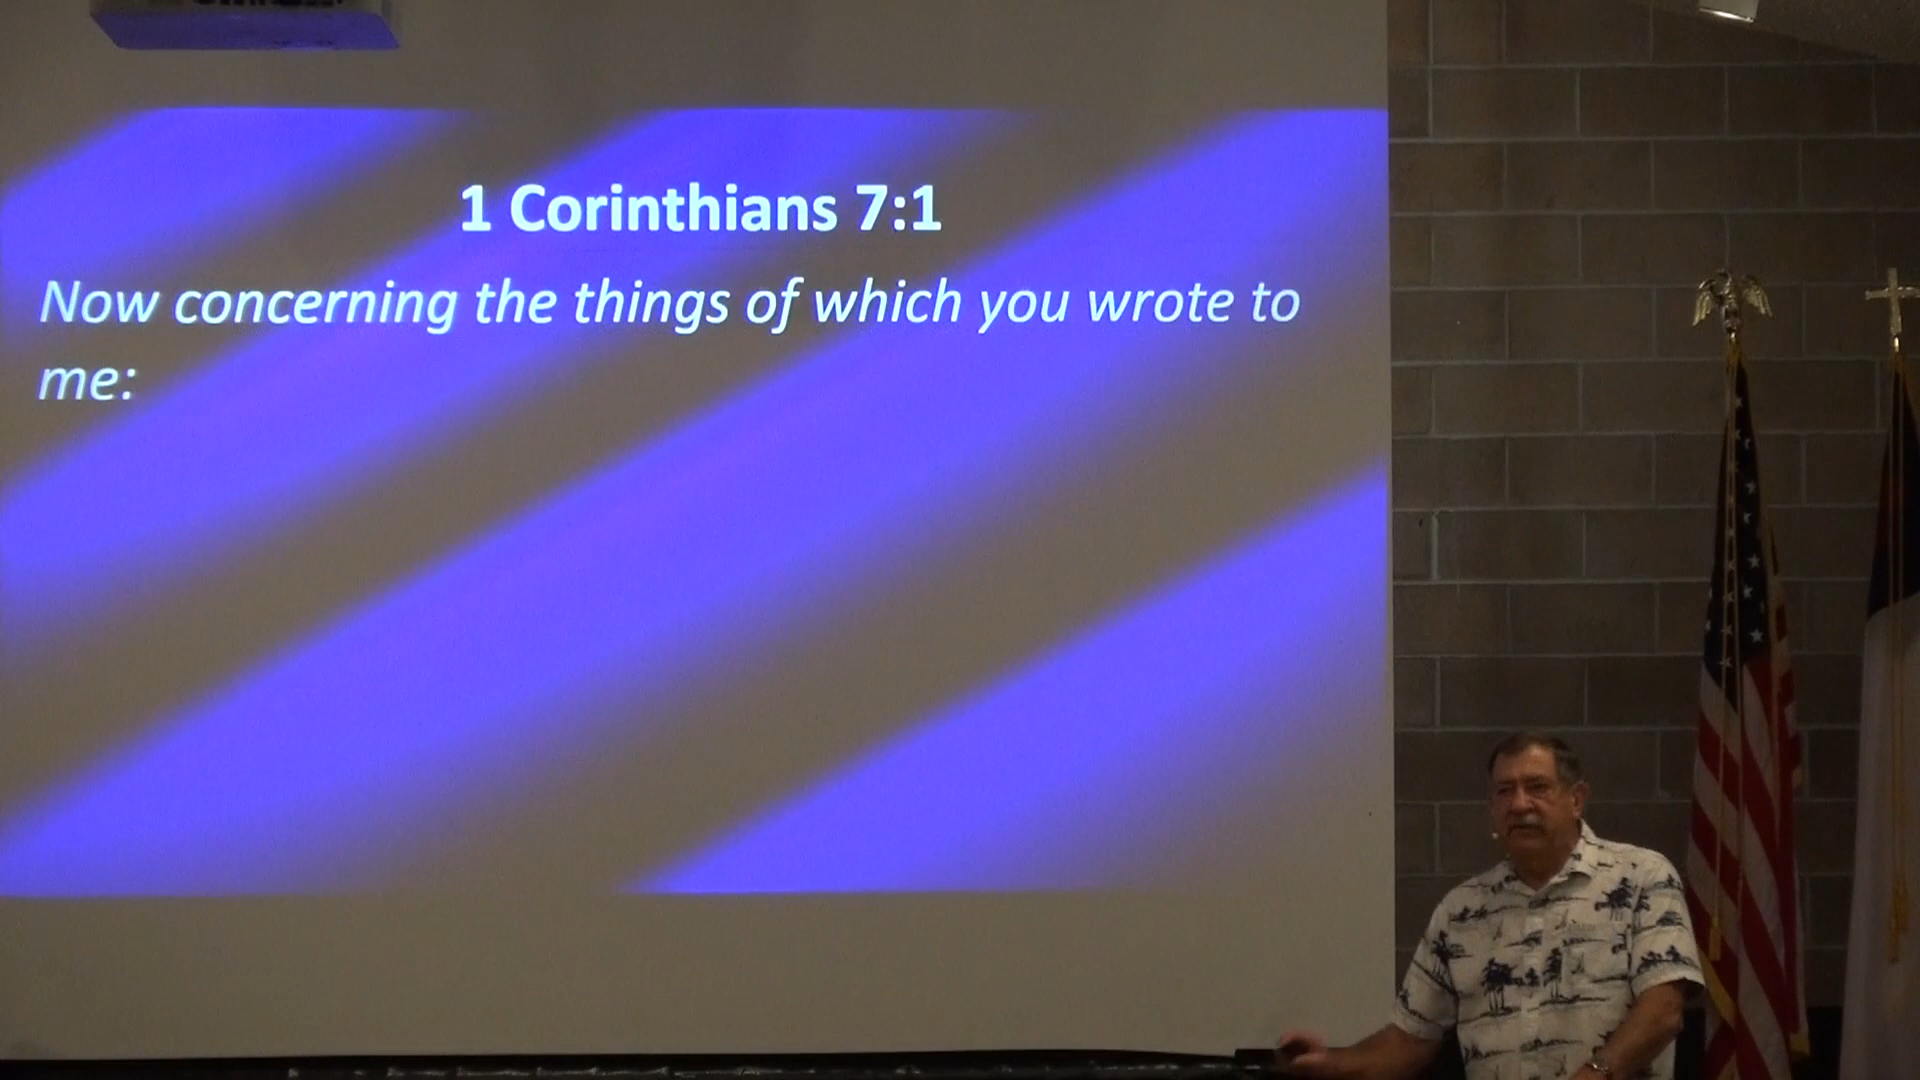 1 Corinthians 7:1
Now concerning the things of which you wrote to
me: